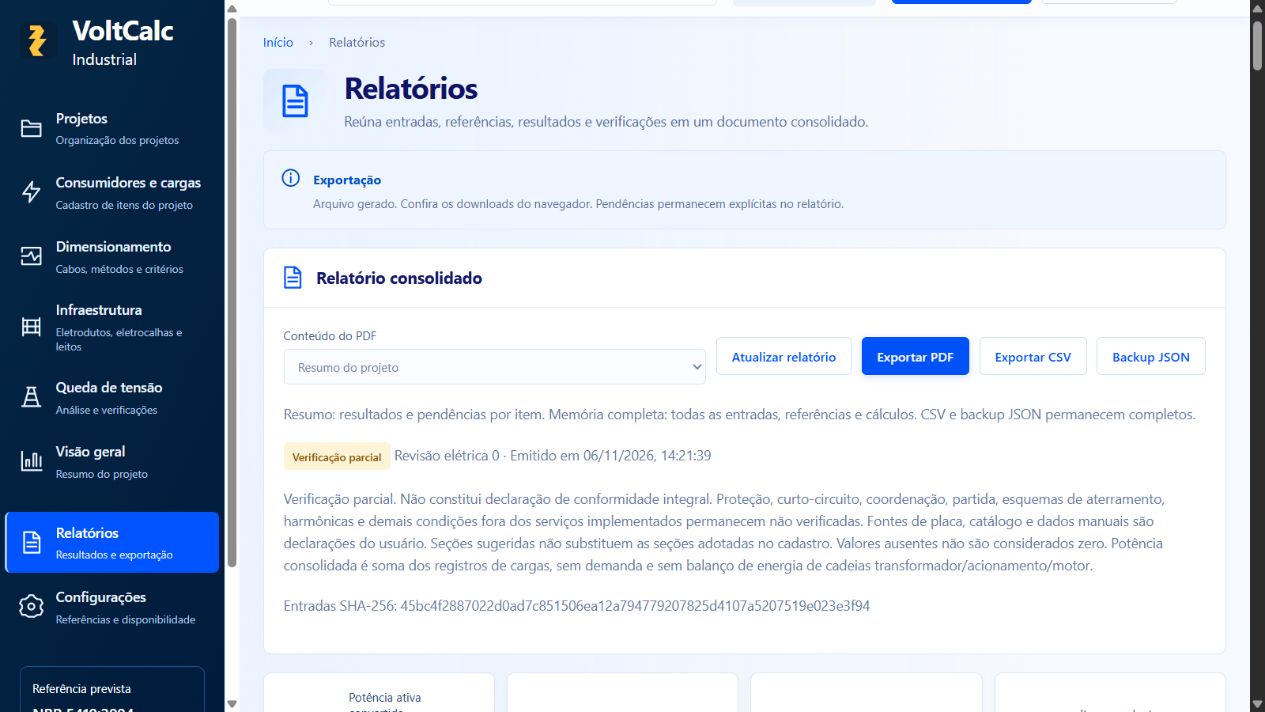 VoltCalc
Industrial
Projetos
Organização dos projetos
Consumidores e cargas
Cadastro de itens do projeto
Dimensionamento
Cabos, métodos e critérios
Infraestrutura
Eletrodutos, eletrocalhas e
leitos
Queda de tensão
Análise e verificações
Visão geral
Resumo do projeto
Relatórios
Resultados e exportação
Configurações
Referências e disponibilidade
Referência prevista
Início › Relatórios
Relatórios
Reúna entradas, referências, resultados e verificações em um documento consolidado.
Exportação
Arquivo gerado. Confira os downloads do navegador. Pendências permanecem explícitas no relatório.
Relatório consolidado
Conteúdo do PDF
Resumo do projeto
Atualizar relatório
Exportar PDF
Exportar CSV
Backup JSON
Resumo: resultados e pendências por item. Memória completa: todas as entradas, referências e cálculos. CSV e backup JSON permanecem completos.
Verificação parcial Revisão elétrica 0 · Emitido em 06/11/2026, 14:21:39
Verificação parcial. Não constitui declaração de conformidade integral. Proteção, curto-circuito, coordenação, partida, esquemas de aterramento,
harmônicas e demais condições fora dos serviços implementados permanecem não verificadas. Fontes de placa, catálogo e dados manuais são
declarações do usuário. Seções sugeridas não substituem as seções adotadas no cadastro. Valores ausentes não são considerados zero. Potência
consolidada é soma dos registros de cargas, sem demanda e sem balanço de energia de cadeias transformador/acionamento/motor.
Entradas SHA-256: 45bc4f2887022d0ad7c851506ea12a794779207825d4107a5207519e023e3f94
Potência ativa